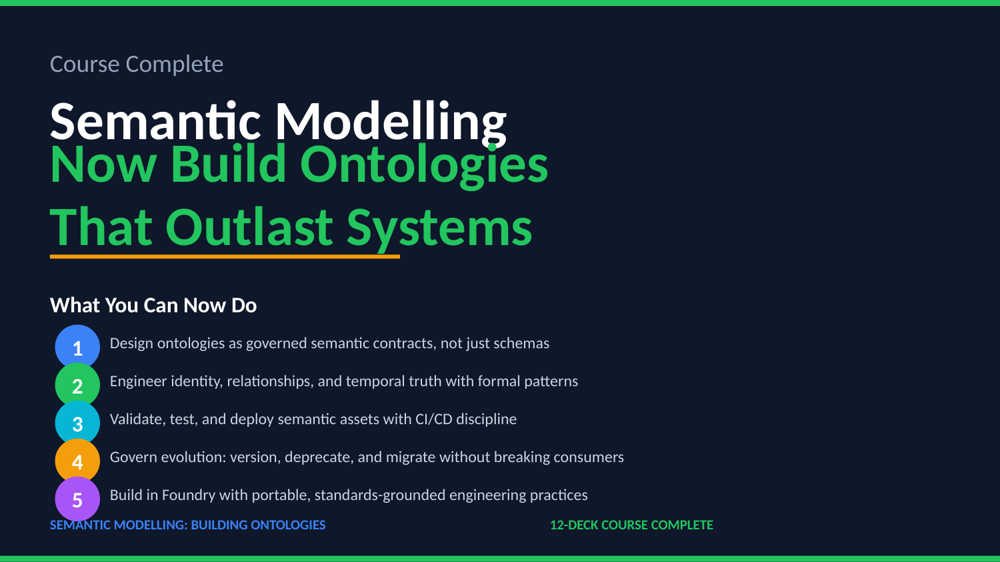 Course Complete
Semantic Modelling
Now Build Ontologies
That Outlast Systems
What You Can Now Do
1 Design ontologies as governed semantic contracts, not just schemas
2 Engineer identity, relationships, and temporal truth with formal patterns
3 Validate, test, and deploy semantic assets with CI/CD discipline
4 Govern evolution: version, deprecate, and migrate without breaking consumers
5 Build in Foundry with portable, standards-grounded engineering practices
SEMANTIC MODELLING: BUILDING ONTOLOGIES 12-DECK COURSE COMPLETE